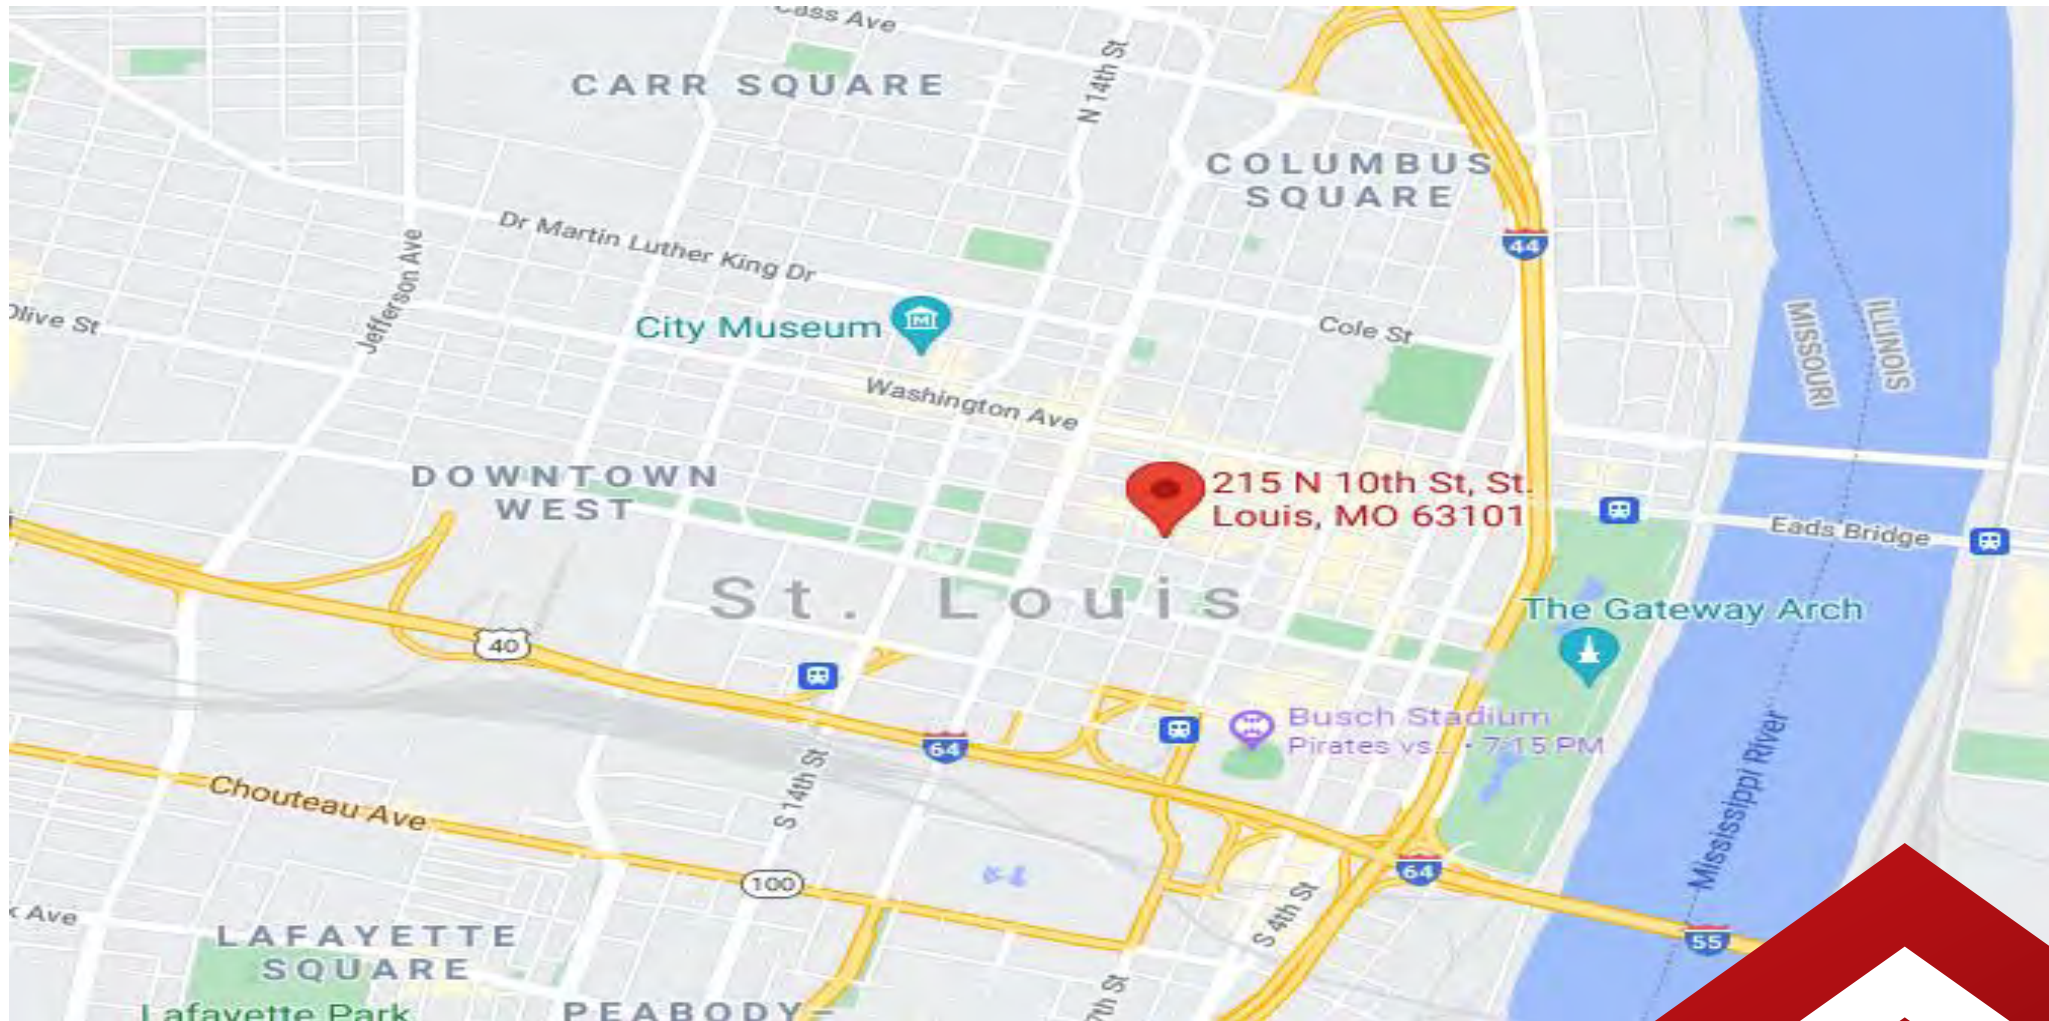 Cass Ave
CARR SQUARE
N 14th St
COLUMBUS
SQUARE
Dr Martin Luther King Dr
44
Jefferson Ave
Olive St
City Museum
Cole St
MISSOURI
ILLINOIS
Washington Ave
DOWNTOWN
WEST
215 N 10th St, St.
Louis, MO 63101
Eads Bridge
St. Louis
The Gateway Arch
40
Busch Stadium
Pirates vs... • 7:15 PM
64
Mississippi River
S 14th St
Chouteau Ave
100
64
S 4th St
55
Ave
LAFAYETTE
SQUARE
Lafayette Park
PEABODY-
7th St